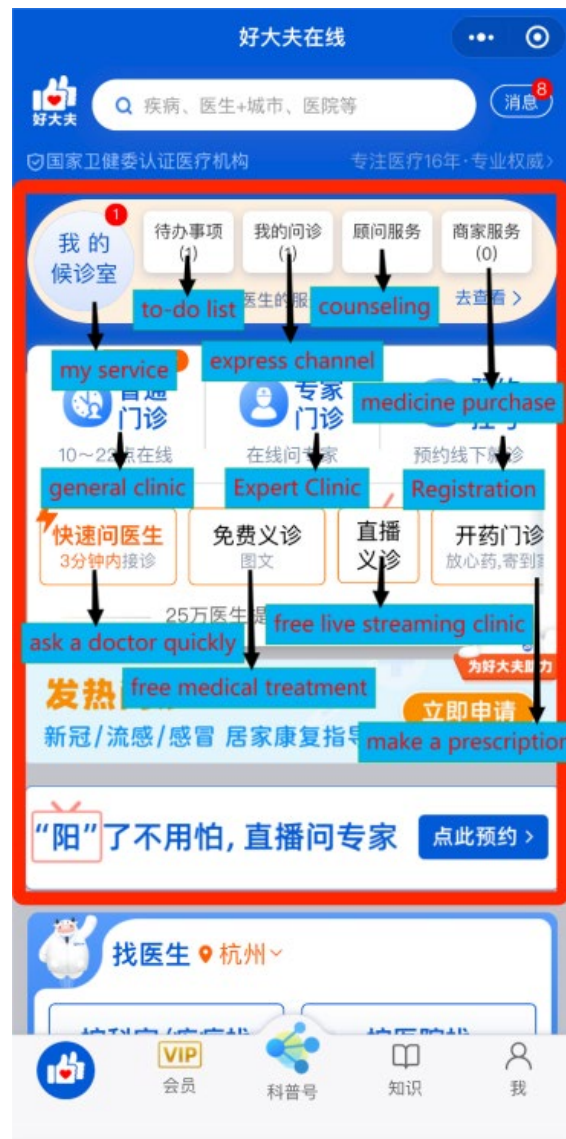 好大夫在线
好大夫
疾病、医生+城市、医院等
消息
8
国家卫健委认证医疗机构
专注医疗16年·专业权威>
1
我的
候诊室
待办事项
(1)
我的问诊
(1)
顾问服务
商家服务
(0)
去查看 >
to-do list
counseling
my service
express channel
medicine purchase
门诊
专家
门诊
10～22点在线
在线问专家
general clinic
Expert Clinic
Registration
快速问医生
3分钟内接诊
免费义诊
图文
直播
义诊
开药门诊
放心药,寄到家
25万医生
ask a doctor quickly
free live streaming clinic
free medical treatment
为好大夫助力
发热
立即申请
新冠/流感/感冒 居家康复指
make a prescription
“阳”了不用怕, 直播问专家
点此预约 >
找医生
杭州
VIP
会员
科普号
知识
我